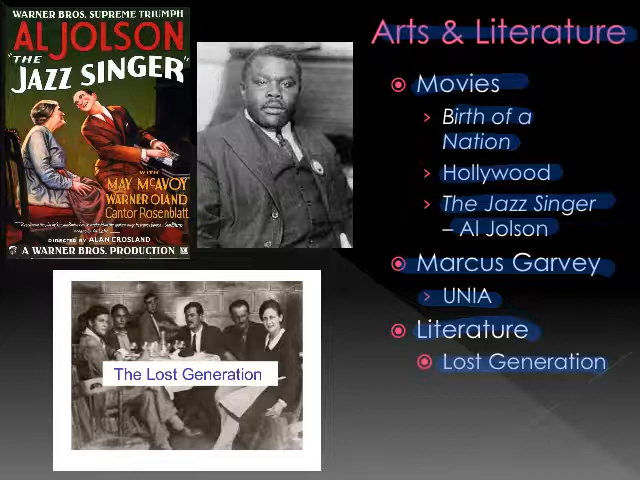 WARNER BROS. SUPREME TRIUMPH
AL JOLSON
"THE
JAZZ SINGER"
WITH
MAY McAVOY
WARNER OLAND
Cantor Rosenblatt
DIRECTED BY ALAN CROSLAND
A WARNER BROS. PRODUCTION
The Lost Generation
Arts & Literature
Movies
Birth of a
Nation
Hollywood
The Jazz Singer
– Al Jolson
Marcus Garvey
UNIA
Literature
Lost Generation